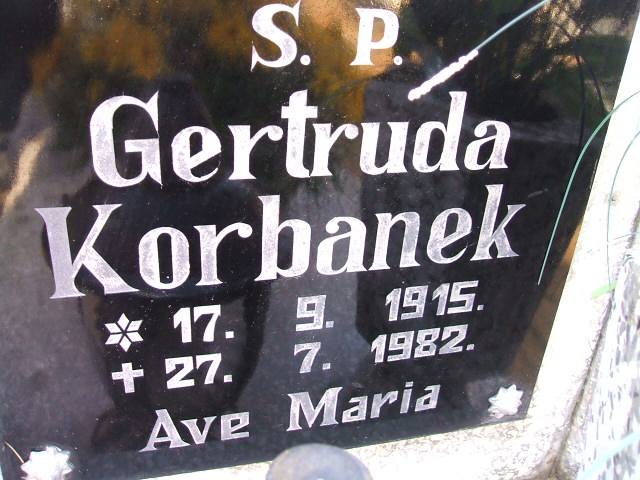 S. P.
Gertruda
Korbanek
* 17. 9. 1915.
+ 27. 7. 1982.
Ave Maria